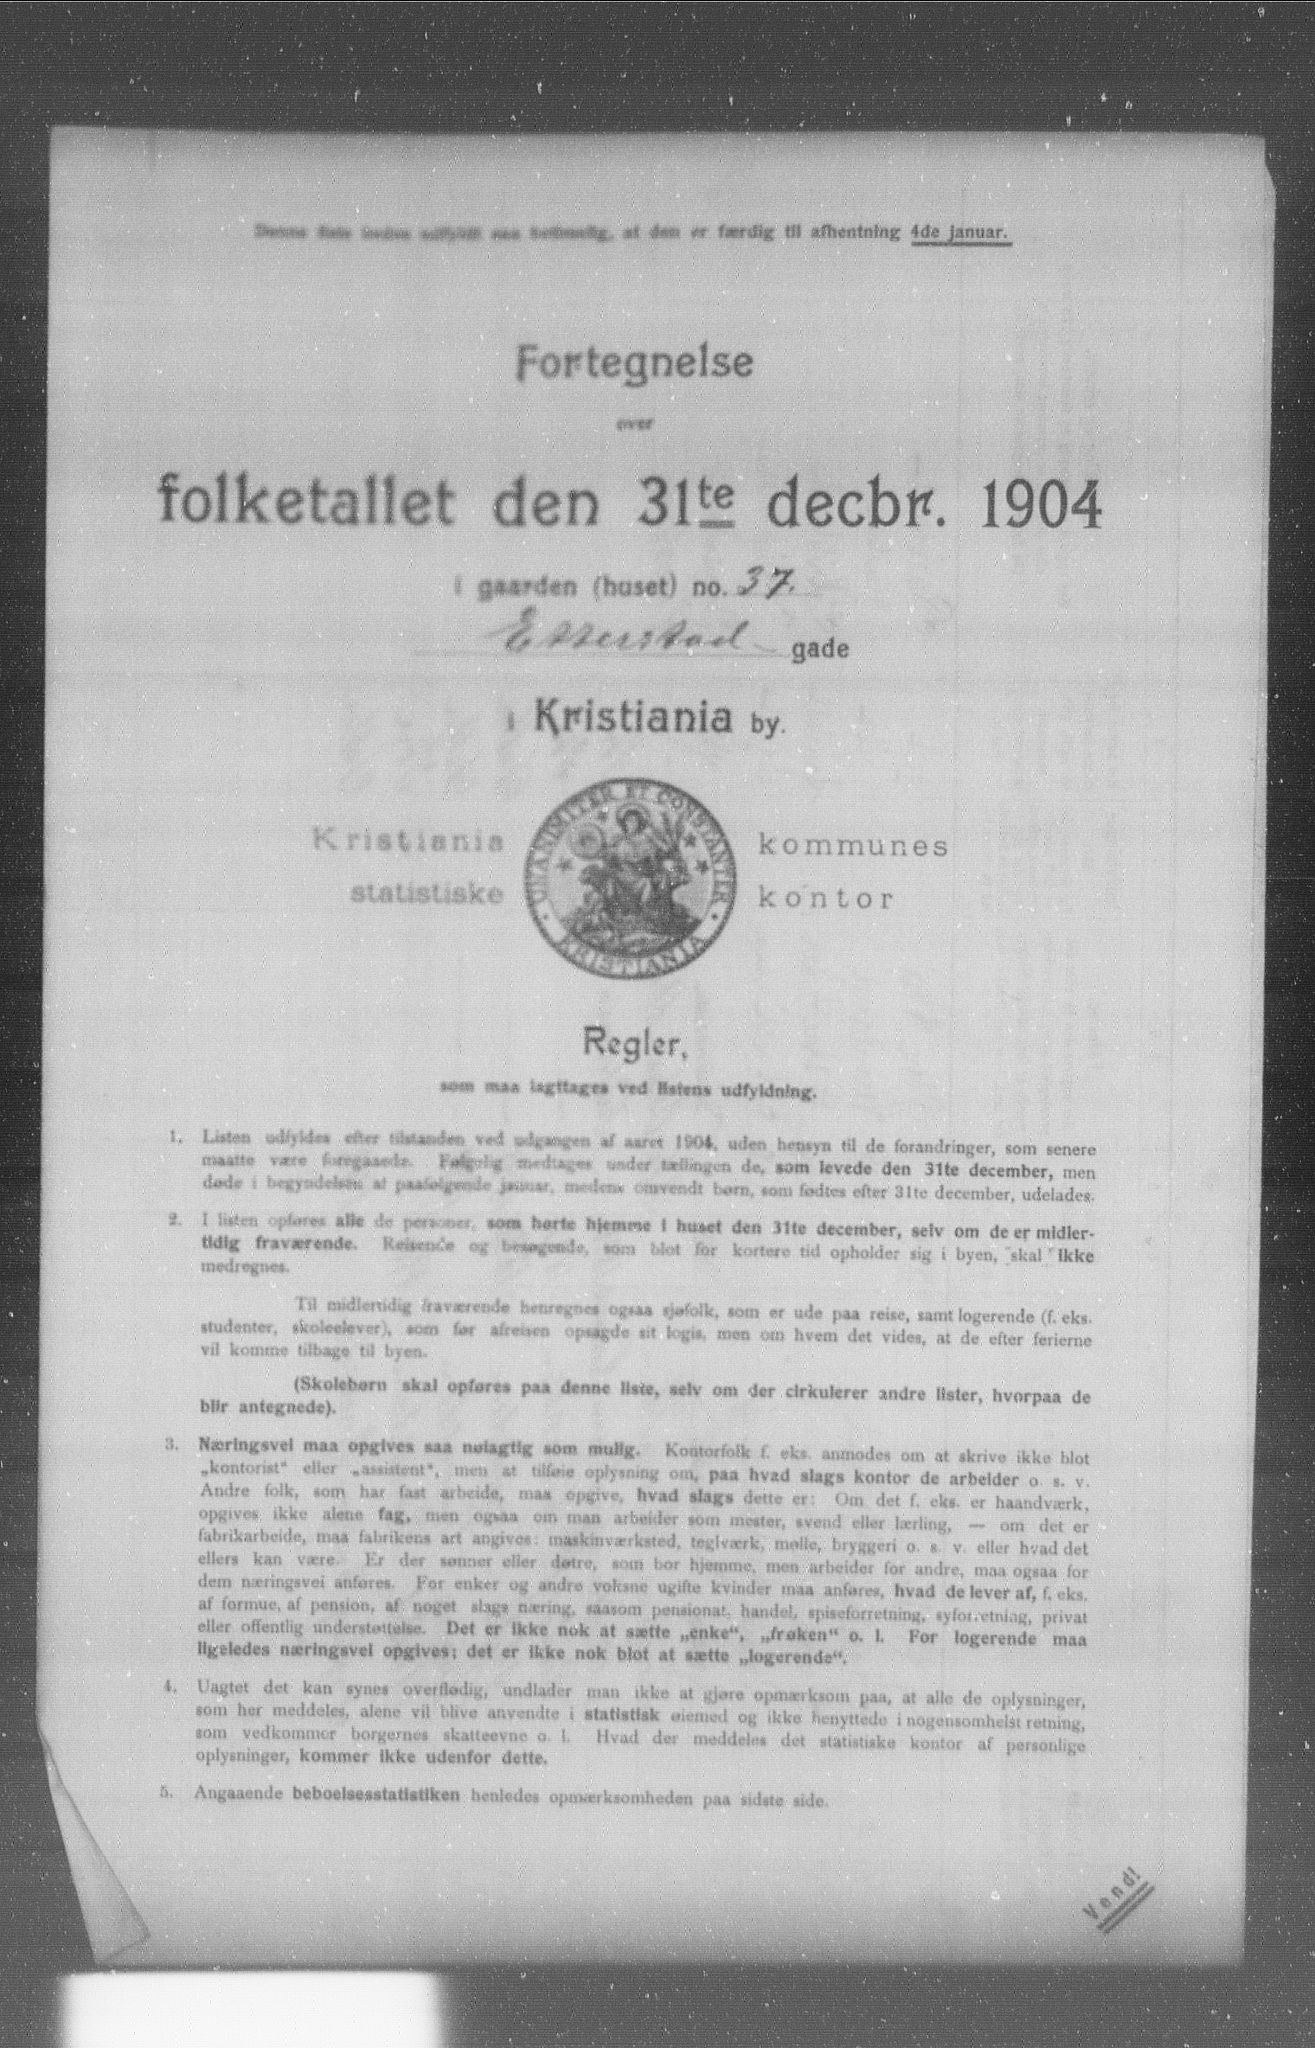 Denne liste bedes udfyldt saa betimelig, at den er færdig til afhentning 4de januar.
Fortegnelse
over
folketallet den 31te decbr. 1904
i gaarden (huset) no. 37.
Etterstad gade
i Kristiania by.
Kristiania kommunes
statistiske kontor
UNANIMITER ET CONSTANTER
KRISTIANIA
Regler,
som maa iagttages ved listens udfyldning.
1. Listen udfyldes efter tilstanden ved udgangen af aaret 1904, uden hensyn til de forandringer, som senere
maatte være foregaaede. Følgelig medtages under tællingen de, som levede den 31te december, men
døde i begyndelsen af paafølgende januar, medens omvendt børn, som fødtes efter 31te december, udelades.
2. I listen opføres alle de personer, som hørte hjemme i huset den 31te december, selv om de er midler-
tidig fraværende. Reisende og besøgende, som blot for kortere tid opholder sig i byen, skal ikke
medregnes.
Til midlertidig fraværende henregnes ogsaa sjøfolk, som er ude paa reise, samt logerende (f. eks.
studenter, skoleelever), som før afreisen opsagde sit logis, men om hvem det vides, at de efter ferierne
vil komme tilbage til byen.
(Skolebørn skal opføres paa denne liste, selv om der cirkulerer andre lister, hvorpaa de
blir antegnede).
3. Næringsvei maa opgives saa nøiagtig som mulig. Kontorfolk f. eks. anmodes om at skrive ikke blot
„kontorist“ eller „assistent“, men at tilføie oplysning om, paa hvad slags kontor de arbeider o. s. v.
Andre folk, som har fast arbeide, maa opgive, hvad slags dette er: Om det f. eks. er haandværk,
opgives ikke alene fag, men ogsaa om man arbeider som mester, svend eller lærling, — om det er
fabrikarbeide, maa fabrikens art angives: maskinværksted, teglværk, mølle, bryggeri o. s. v. eller hvad det
ellers kan være. Er der sønner eller døtre, som bor hjemme, men arbeider for andre, maa ogsaa for
dem næringsvei anføres. For enker og andre voksne ugifte kvinder maa anføres, hvad de lever af, f. eks.
af formue, af pension, af noget slags næring, saasom pensionat, handel, spiseforretning, syforretning, privat
eller offentlig understøttelse. Det er ikke nok at sætte „enke“, „frøken“ o. l. For logerende maa
ligeledes næringsvei opgives; det er ikke nok blot at sætte „logerende“.
4. Uagtet det kan synes overflødig, undlader man ikke at gjøre opmærksom paa, at alle de oplysninger,
som her meddeles, alene vil blive anvendte i statistisk øiemed og ikke benyttede i nogensomhelst retning,
som vedkommer borgernes skatteevne o. l. Hvad der meddeles det statistiske kontor af personlige
oplysninger, kommer ikke udenfor dette.
5. Angaaende beboelsesstatistiken henledes opmærksomheden paa sidste side.
Vend!